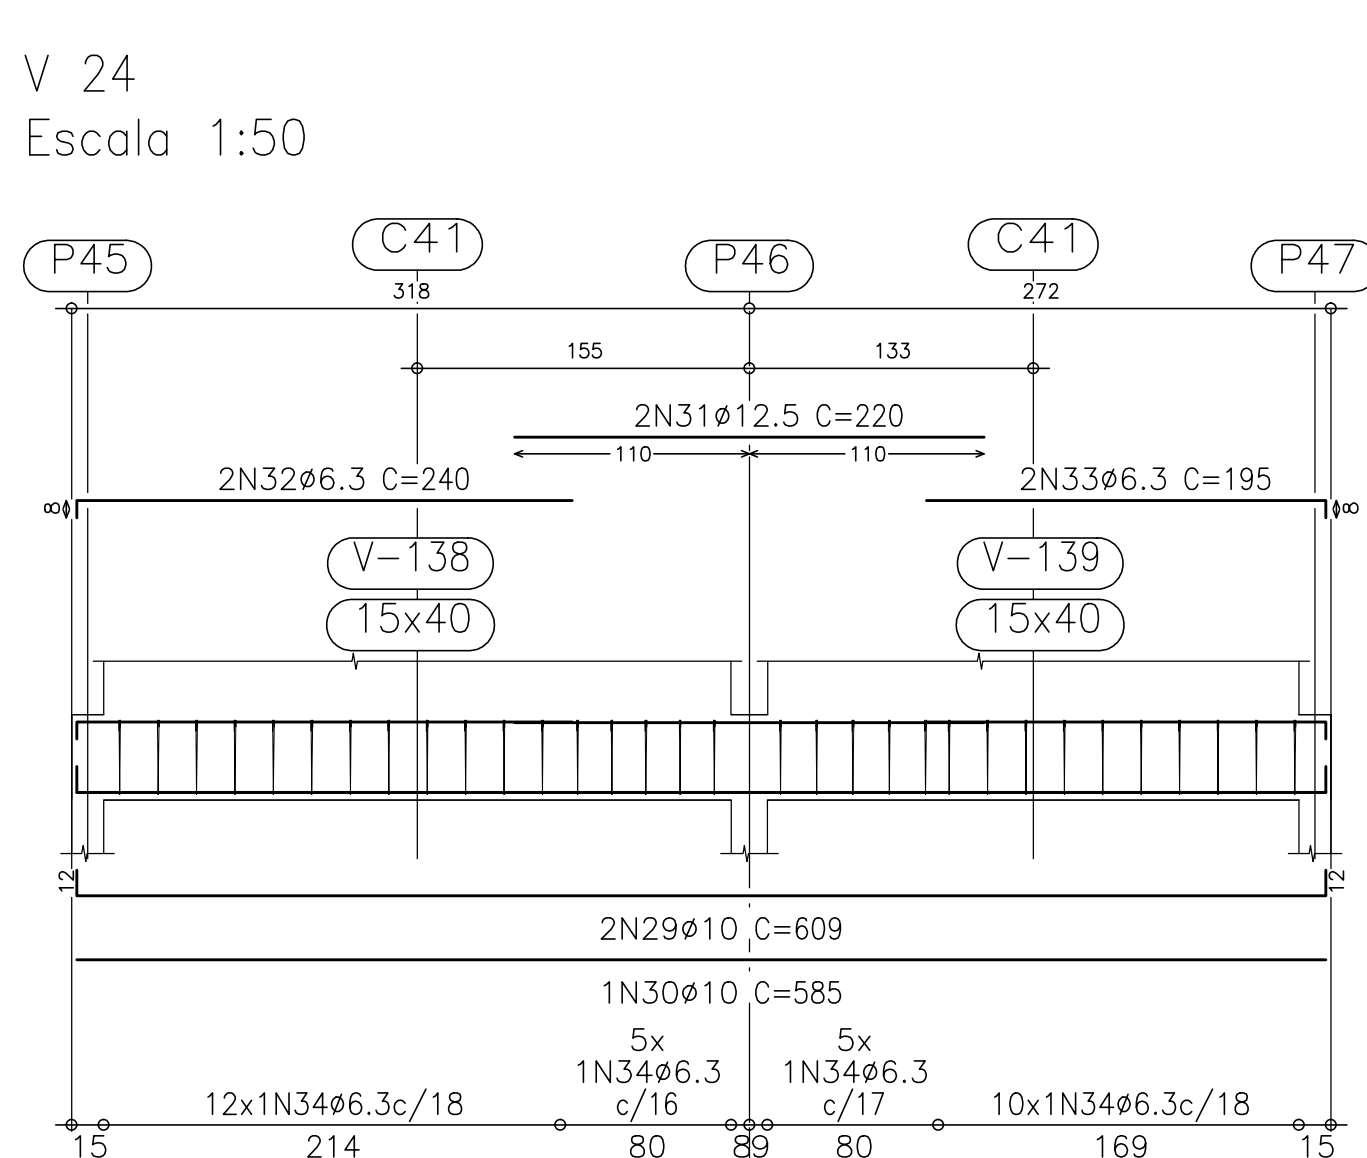 V 24
Escala 1:50
P45 C41 P46 C41 P47
318 272
155 133
2N31ø12.5 C=220
110 110
2N32ø6.3 C=240 2N33ø6.3 C=195
8 8
V-138 V-139
15x40 15x40
12 12
2N29ø10 C=609
1N30ø10 C=585
5x 5x
1N34ø6.3 1N34ø6.3
12x1N34ø6.3c/18 c/16 c/17 10x1N34ø6.3c/18
15 214 80 8 9 80 169 15